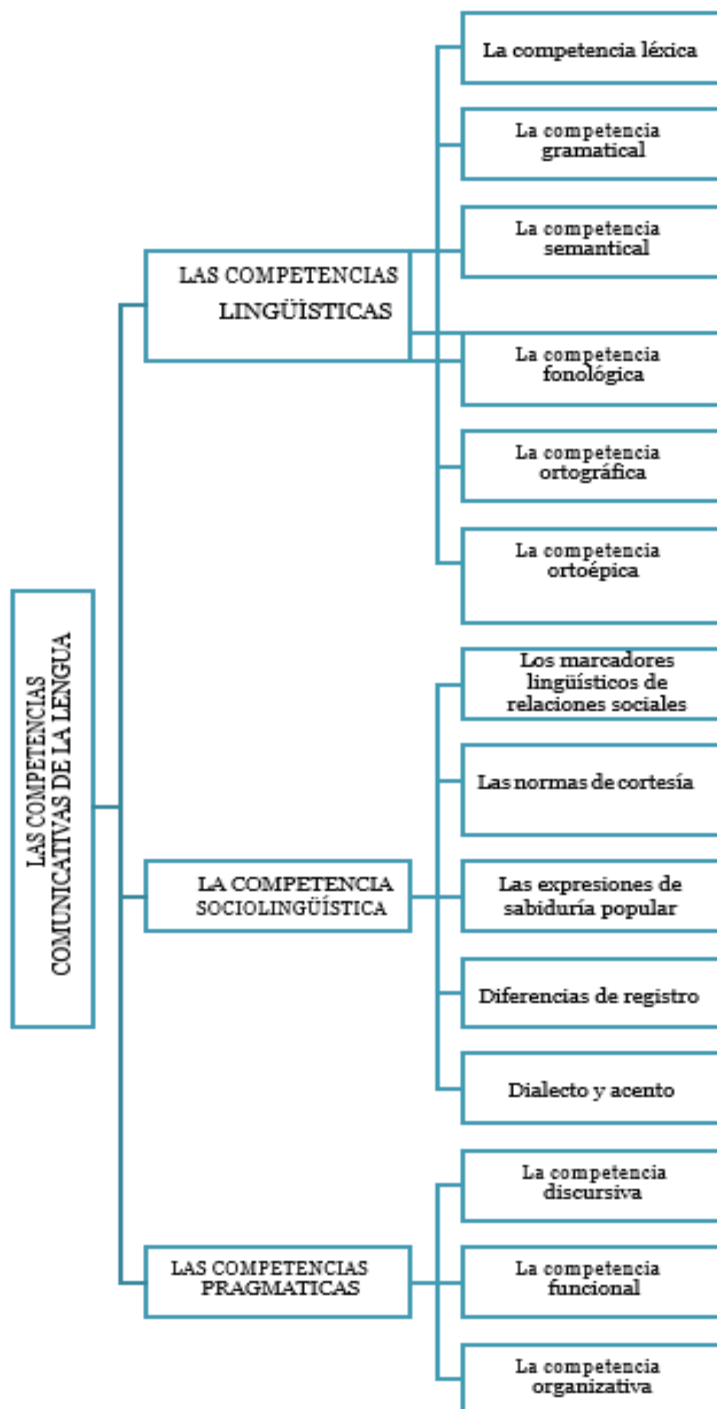 LAS COMPETENCIAS
COMUNICATIVAS DE LA LENGUA
LAS COMPETENCIAS
LINGÜÍSTICAS
La competencia léxica
La competencia
gramatical
La competencia
semantical
La competencia
fonológica
La competencia
ortográfica
La competencia
ortoépica
LA COMPETENCIA
SOCIOLINGÜÍSTICA
Los marcadores
lingüísticos de
relaciones sociales
Las normas de cortesía
Las expresiones de
sabiduría popular
Diferencias de registro
Dialecto y acento
LAS COMPETENCIAS
PRAGMATICAS
La competencia
discursiva
La competencia
funcional
La competencia
organizativa